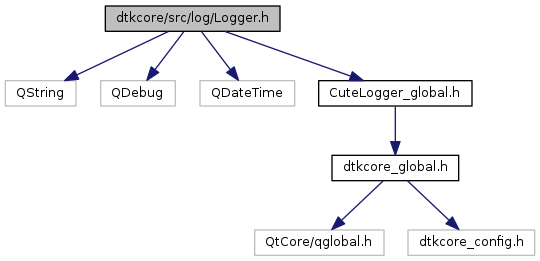 dtkcore/src/log/Logger.h
QString
QDebug
QDateTime
CuteLogger_global.h
dtkcore_global.h
QtCore/qglobal.h
dtkcore_config.h